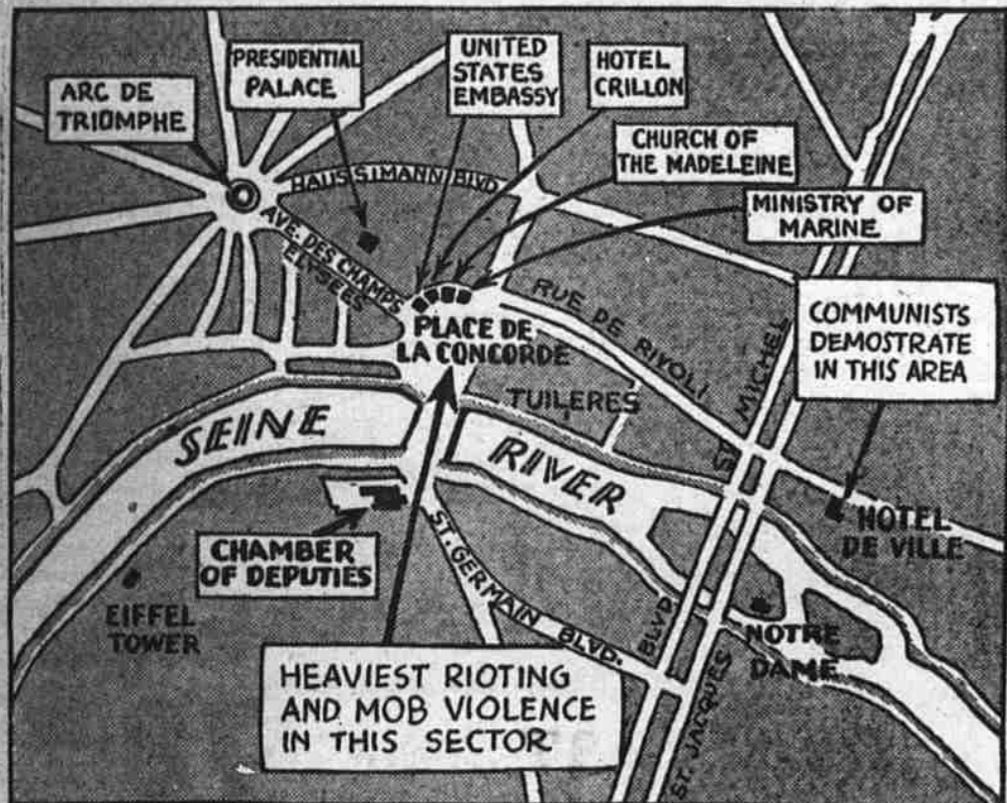 ARC DE
TRIOMPHE
PRESIDENTIAL
PALACE
UNITED
STATES
EMBASSY
HOTEL
CRILLON
CHURCH OF
THE MADELEINE
MINISTRY OF
MARINE
HAUSSIMANN BLVD
AVE. DES CHAMPS
ELYSEES
PLACE DE
LA CONCORDE
RUE DE RIVOLI
ST. MICHEL
COMMUNISTS
DEMOSTRATE
IN THIS AREA
TUILERES
SEINE
RIVER
HOTEL
DE VILLE
CHAMBER
OF DEPUTIES
EIFFEL
TOWER
ST. GERMAIN BLVD.
BLVD.
NOTRE
DAME
ST. JACQUES
HEAVIEST RIOTING
AND MOB VIOLENCE
IN THIS SECTOR